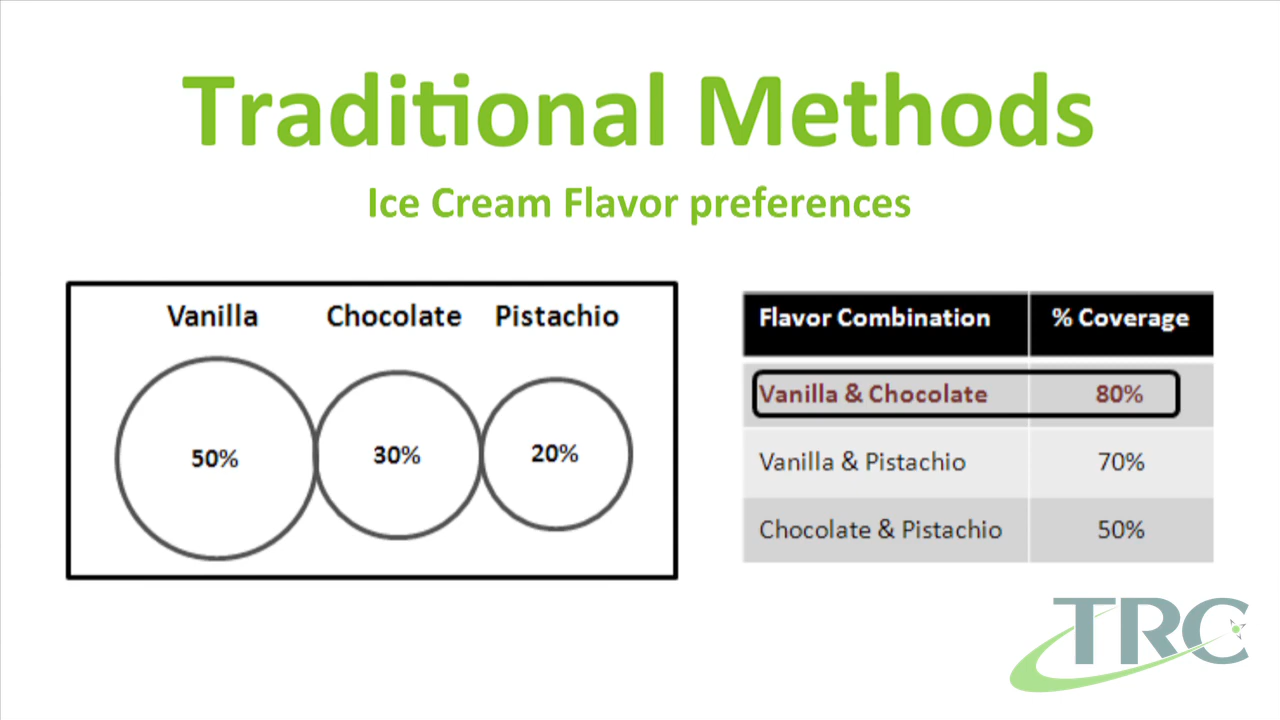 Traditional Methods
Ice Cream Flavor preferences
Vanilla Chocolate Pistachio
50% 30% 20%
Flavor Combination % Coverage
Vanilla & Chocolate 80%
Vanilla & Pistachio 70%
Chocolate & Pistachio 50%
TRC